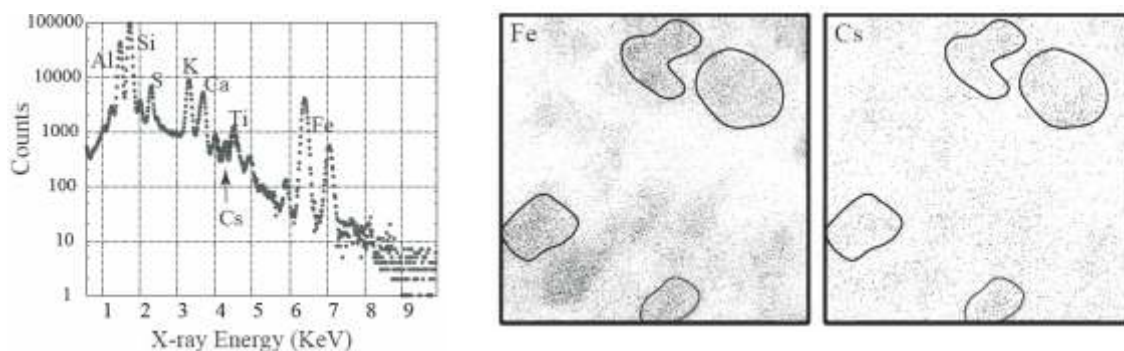 100000
10000
1000
100
10
1
Counts
Al
Si
S
K
Ca
Ti
Fe
Cs
1 2 3 4 5 6 7 8 9
X-ray Energy (KeV)
Fe
Cs